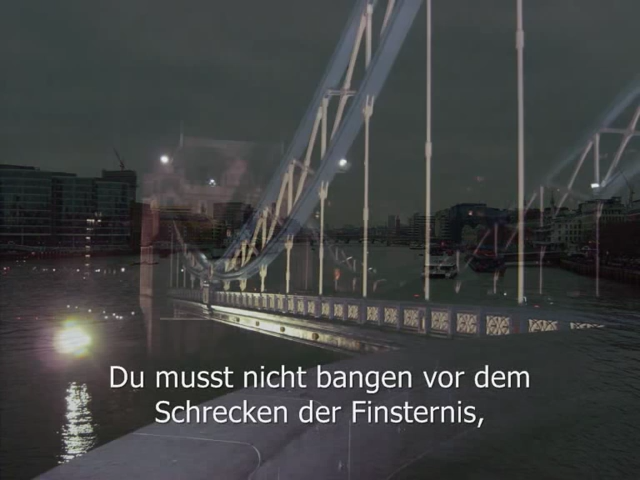 Du musst nicht bangen vor dem
Schrecken der Finsternis,